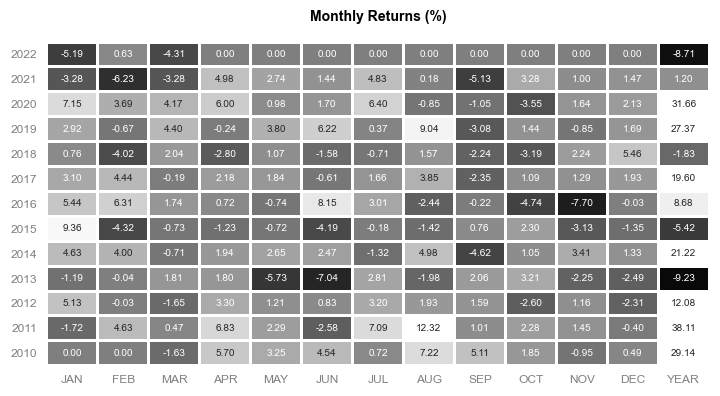 Monthly Returns (%)
2022 -5.19 0.63 -4.31 0.00 0.00 0.00 0.00 0.00 0.00 0.00 0.00 0.00 -8.71
2021 -3.28 -6.23 -3.28 4.98 2.74 1.44 4.83 0.18 -5.13 3.28 1.00 1.47 1.20
2020 7.15 3.69 4.17 6.00 0.98 1.70 6.40 -0.85 -1.05 -3.55 1.64 2.13 31.66
2019 2.92 -0.67 4.40 -0.24 3.80 6.22 0.37 9.04 -3.08 1.44 -0.85 1.69 27.37
2018 0.76 -4.02 2.04 -2.80 1.07 -1.58 -0.71 1.57 -2.24 -3.19 2.24 5.46 -1.83
2017 3.10 4.44 -0.19 2.18 1.84 -0.61 1.66 3.85 -2.35 1.09 1.29 1.93 19.60
2016 5.44 6.31 1.74 0.72 -0.74 8.15 3.01 -2.44 -0.22 -4.74 -7.70 -0.03 8.68
2015 9.36 -4.32 -0.73 -1.23 -0.72 -4.19 -0.18 -1.42 0.76 2.30 -3.13 -1.35 -5.42
2014 4.63 4.00 -0.71 1.94 2.65 2.47 -1.32 4.98 -4.62 1.05 3.41 1.33 21.22
2013 -1.19 -0.04 1.81 1.80 -5.73 -7.04 2.81 -1.98 2.06 3.21 -2.25 -2.49 -9.23
2012 5.13 -0.03 -1.65 3.30 1.21 0.83 3.20 1.93 1.59 -2.60 1.16 -2.31 12.08
2011 -1.72 4.63 0.47 6.83 2.29 -2.58 7.09 12.32 1.01 2.28 1.45 -0.40 38.11
2010 0.00 0.00 -1.63 5.70 3.25 4.54 0.72 7.22 5.11 1.85 -0.95 0.49 29.14
JAN FEB MAR APR MAY JUN JUL AUG SEP OCT NOV DEC YEAR